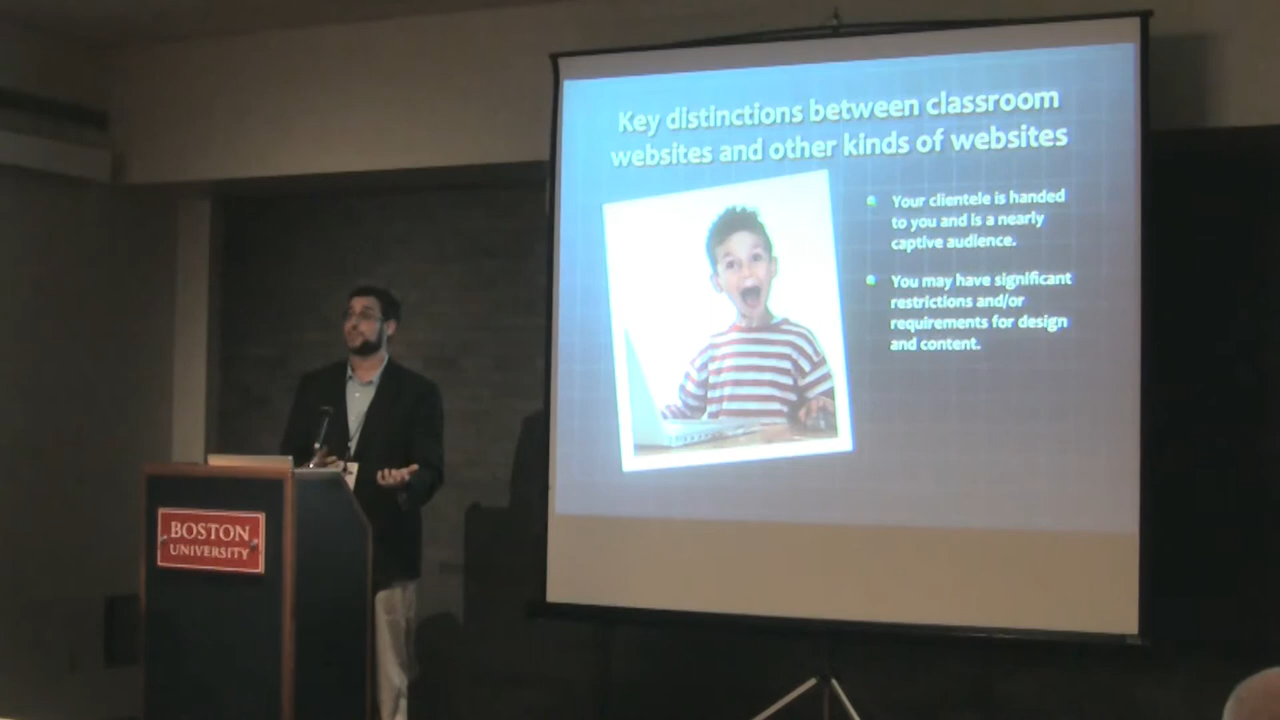 Key distinctions between classroom
websites and other kinds of websites
Your clientele is handed
to you and is a nearly
captive audience.
You may have significant
restrictions and/or
requirements for design
and content.
BOSTON
UNIVERSITY